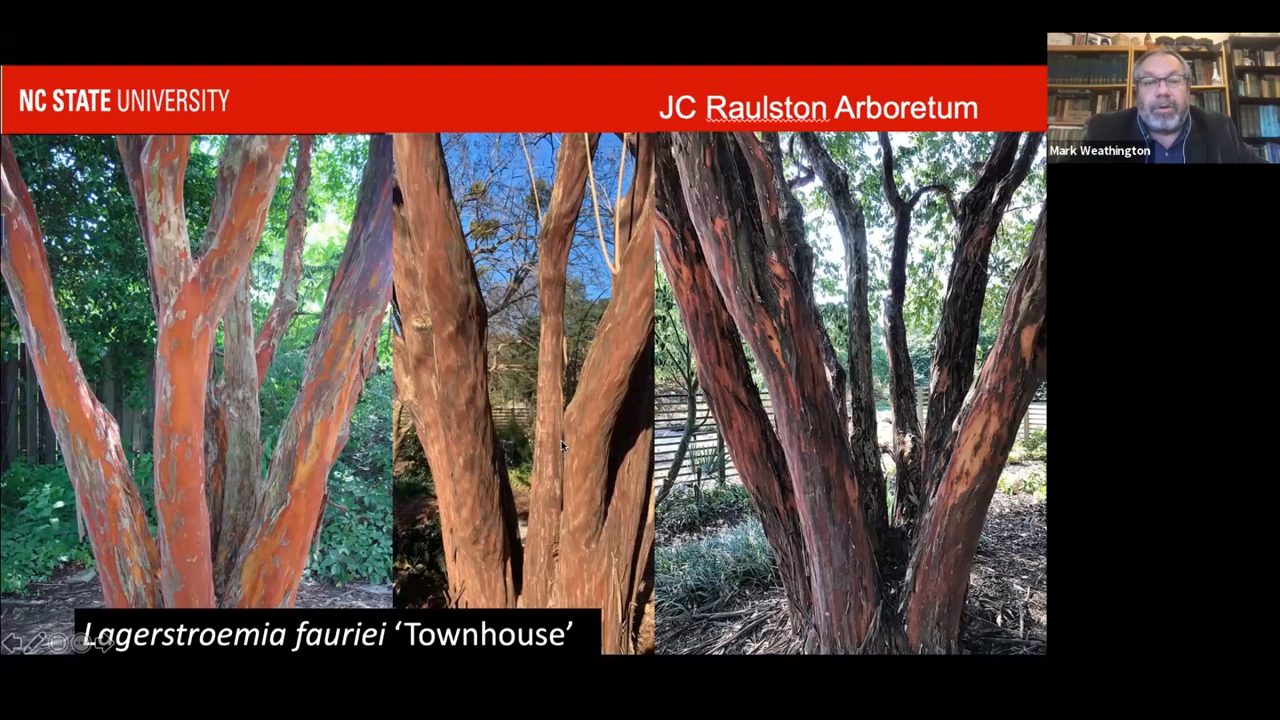 NC STATE UNIVERSITY
JC Raulston Arboretum
Mark Weathington
Lagerstroemia fauriei ‘Townhouse’